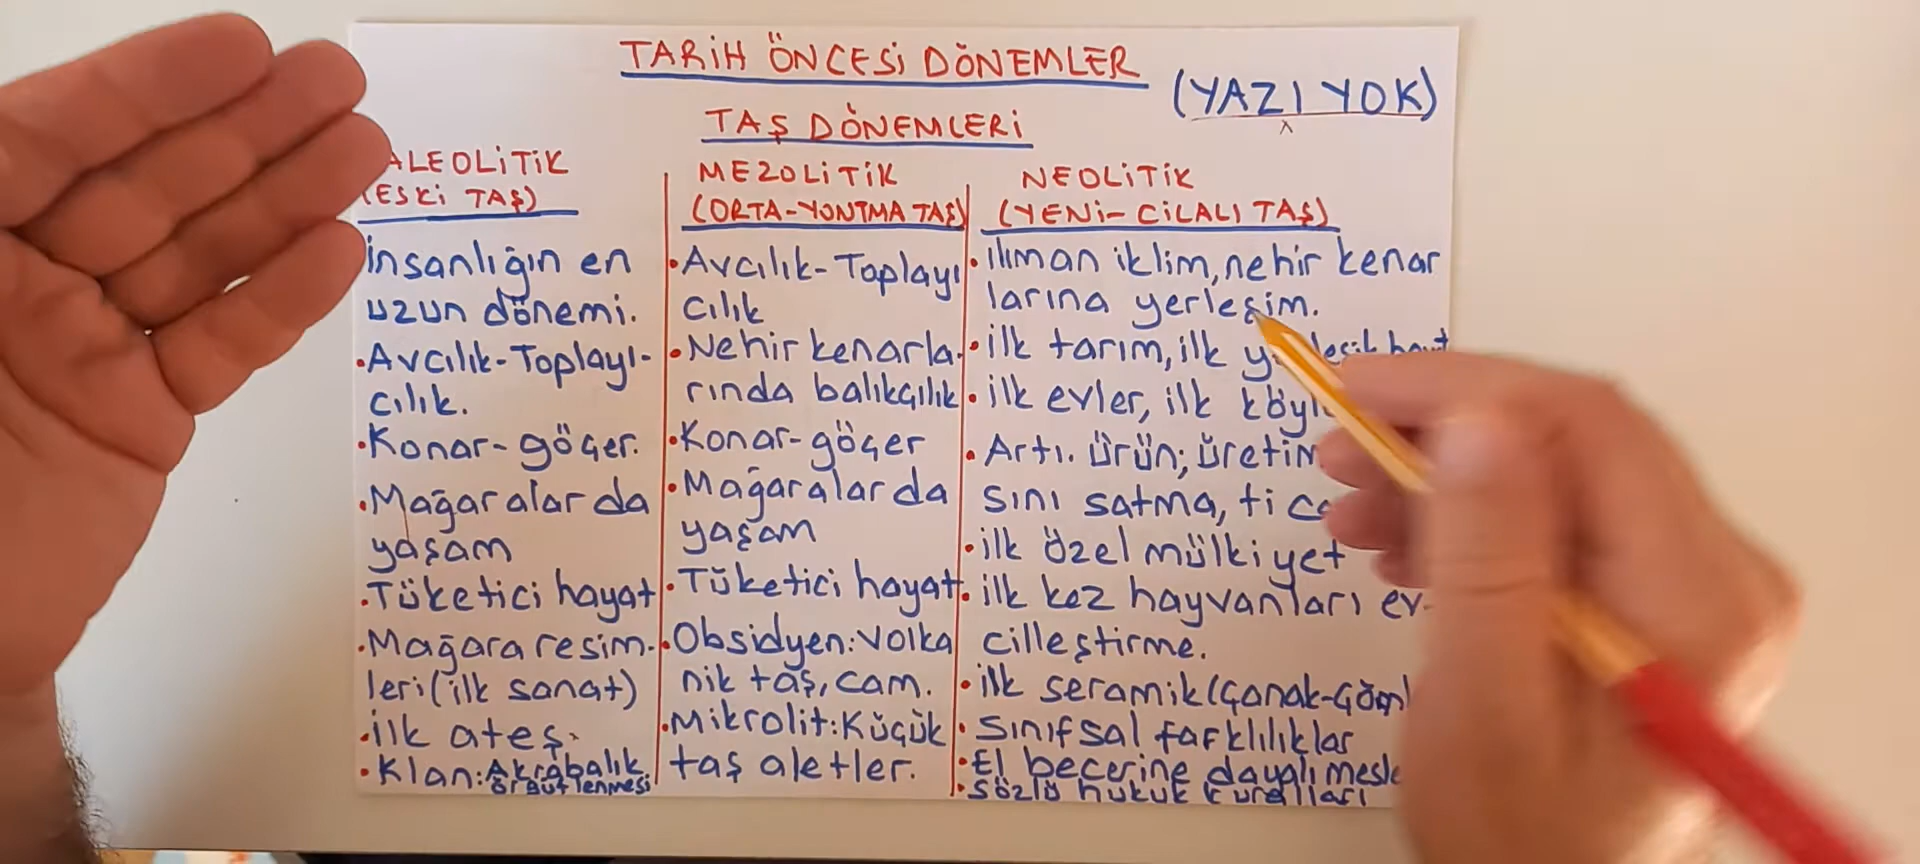 TARİH ÖNCESİ DÖNEMLER
(YAZI YOK)
TAŞ DÖNEMLERİ
ALEOLİTİK
(ESKİ TAŞ)
İnsanlığın en
uzun dönemi.
• Avcılık-Toplayı-
cılık.
• Konar-göçer.
• Mağaralarda
yaşam
• Tüketici hayat
• Mağara resim-
leri (ilk sanat)
• ilk ateş.
• Klan: Akrabalık
örgütlenmesi
MEZOLİTİK
(ORTA-YONTMA TAŞ)
• Avcılık-Toplayı
cılık
• Nehir kenarla-
rında balıkçılık
• Konar-göçer
• Mağaralarda
yaşam
• Tüketici hayat
• Obsidyen: Volka
nik taş, cam.
• Mikrolit: Küçük
taş aletler.
NEOLİTİK
(YENİ-CİLALI TAŞ)
• ılıman iklim, nehir kenar
larına yerleşim.
• ilk tarım, ilk
• ilk evler, ilk
• Artı. ürün;
sını satma,
• ilk özel mülkiyet
• ilk kez hayvanları ev-
cilleştirme.
• ilk seramik (Çanak-Çöm
• Sınıfsal farklılıklar
• El becerine dayalı
• Sözlü hukuk kuralları